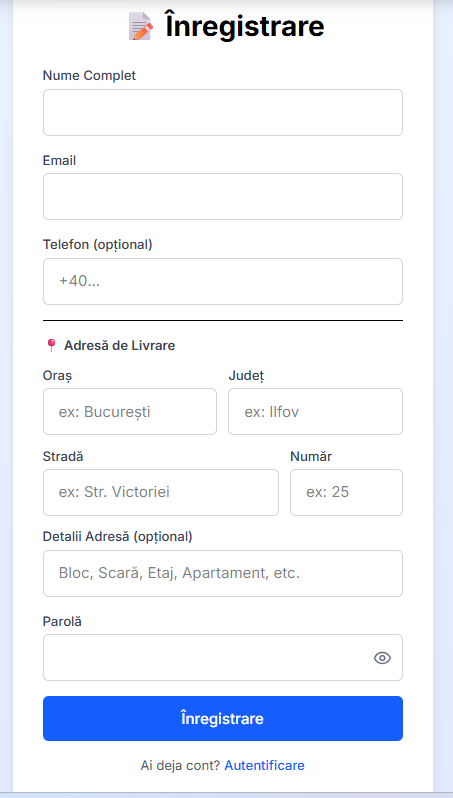 Înregistrare
Nume Complet
Email
Telefon (opțional)
+40...
Adresă de Livrare
Oraș Județ
ex: București ex: Ilfov
Stradă Număr
ex: Str. Victoriei ex: 25
Detalii Adresă (opțional)
Bloc, Scară, Etaj, Apartament, etc.
Parolă
Înregistrare
Ai deja cont? Autentificare